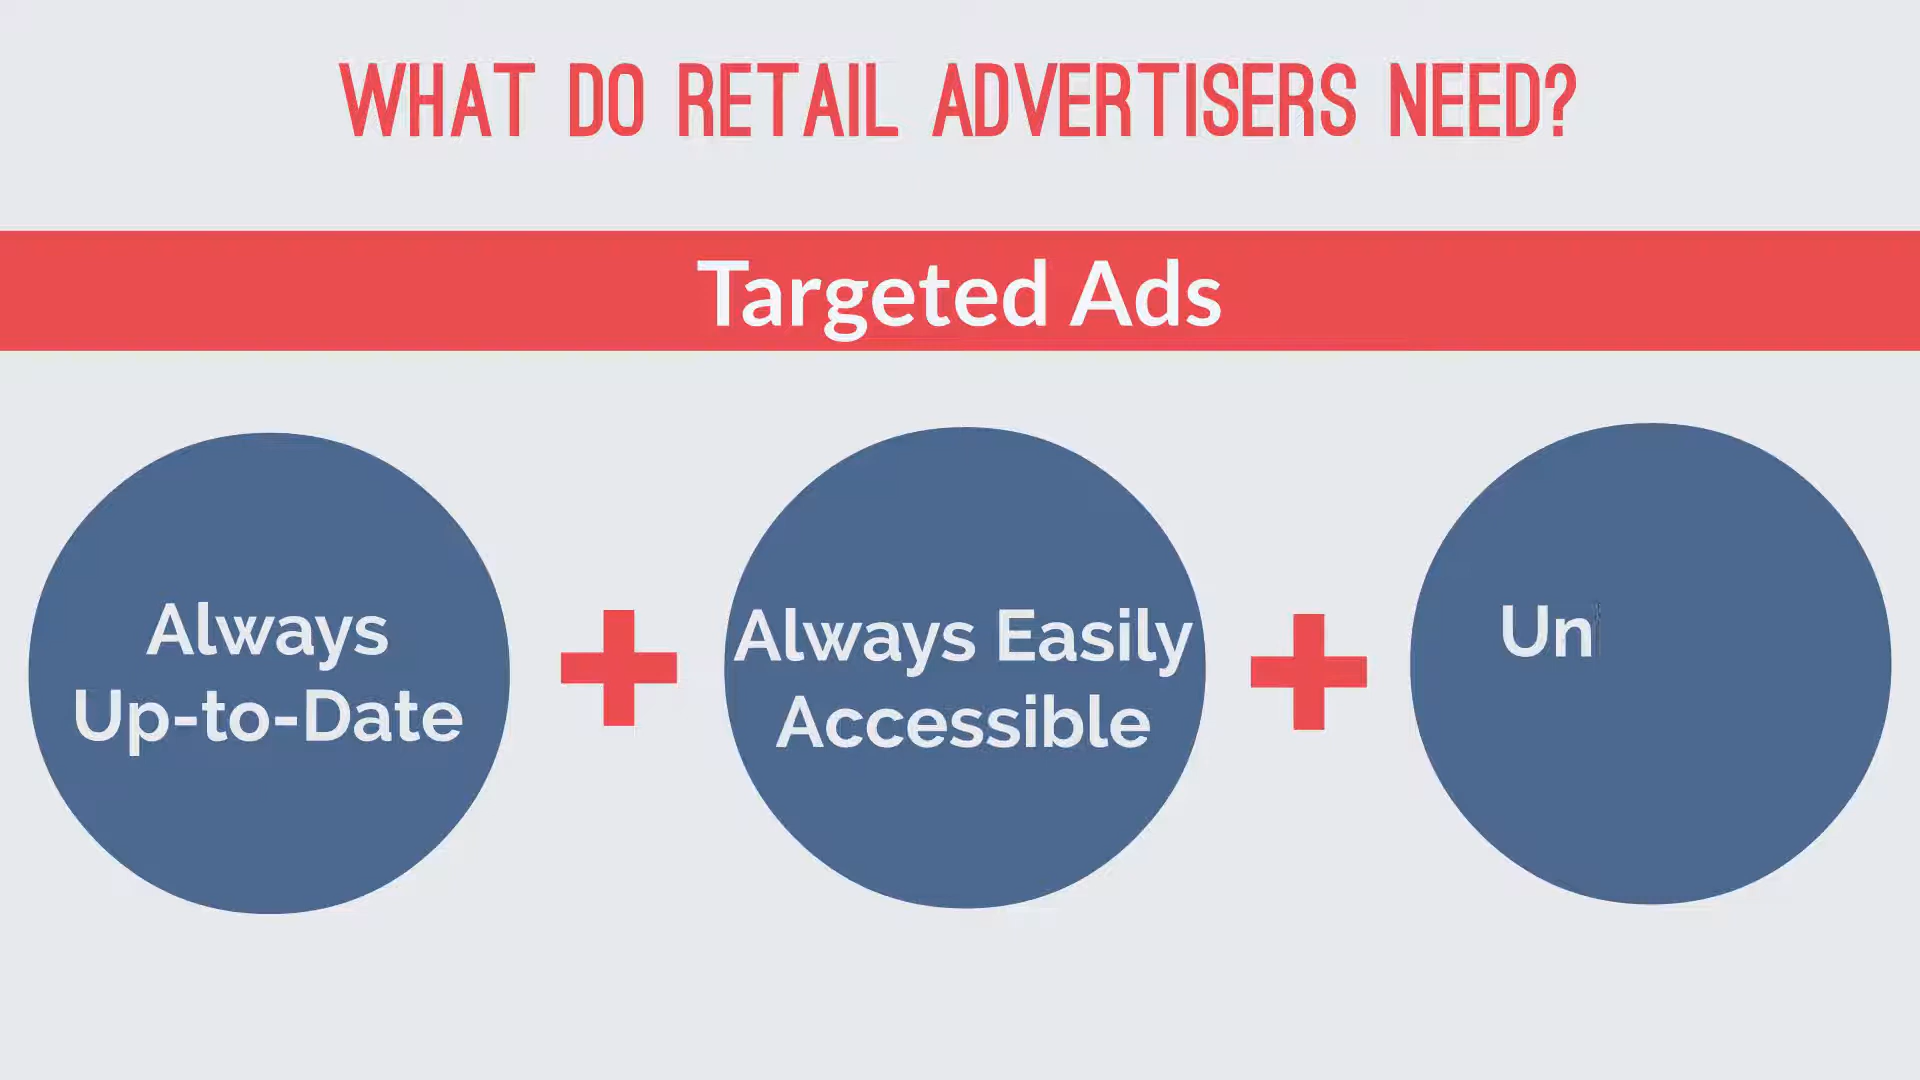 WHAT DO RETAIL ADVERTISERS NEED?
Targeted Ads
Always
Up-to-Date
Always Easily
Accessible
Un